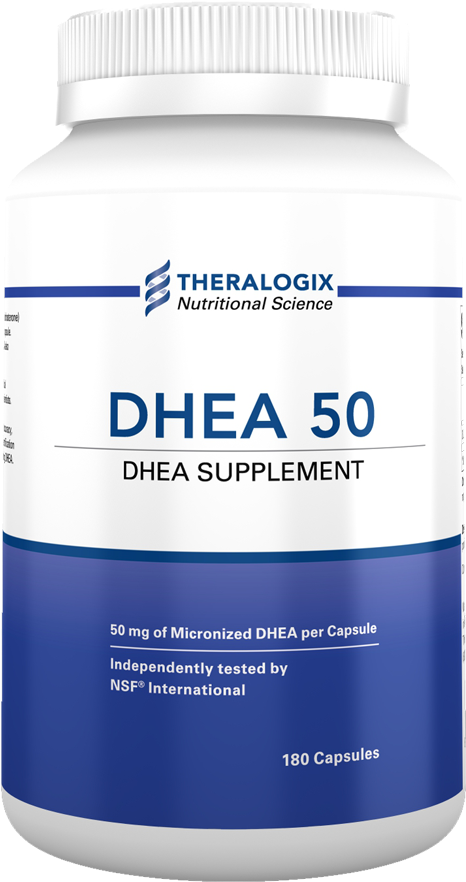 THERALOGIX
Nutritional Science
DHEA 50
DHEA SUPPLEMENT
50 mg of Micronized DHEA per Capsule
Independently tested by
NSF® International
180 Capsules